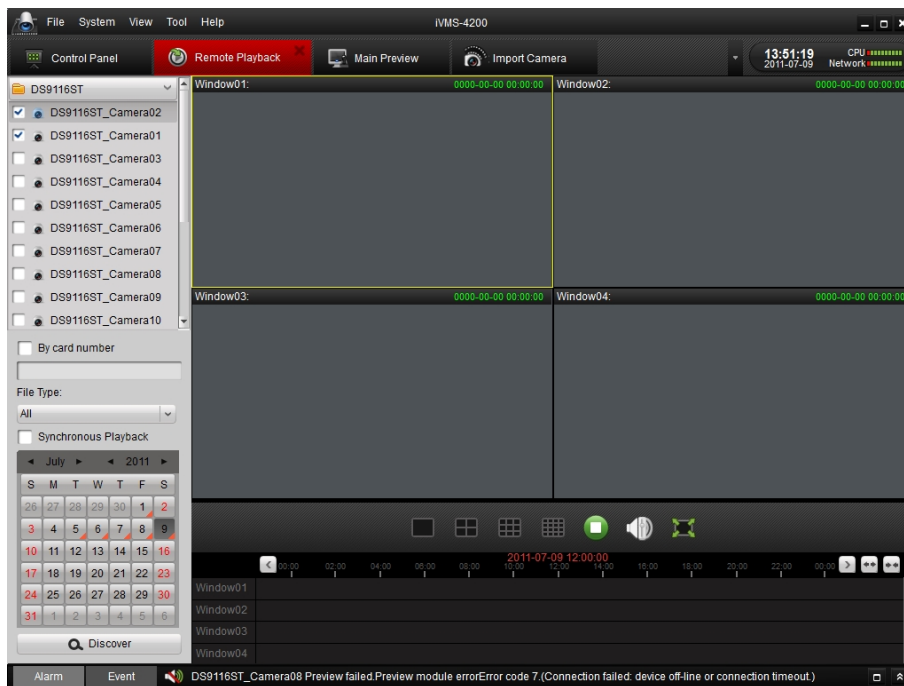 File System View Tool Help iVMS-4200
Control Panel Remote Playback Main Preview Import Camera 13:51:19 CPU
2011-07-09 Network
DS9116ST Window01: 0000-00-00 00:00:00 Window02: 0000-00-00 00:00:00
DS9116ST_Camera02
DS9116ST_Camera01
DS9116ST_Camera03
DS9116ST_Camera04
DS9116ST_Camera05
DS9116ST_Camera06
DS9116ST_Camera07
DS9116ST_Camera08
DS9116ST_Camera09 Window03: 0000-00-00 00:00:00 Window04: 0000-00-00 00:00:00
DS9116ST_Camera10
By card number
File Type:
All
Synchronous Playback
July 2011
S M T W T F S
26 27 28 29 30 1 2
3 4 5 6 7 8 9
10 11 12 13 14 15 16
17 18 19 20 21 22 23
24 25 26 27 28 29 30
31 1 2 3 4 5 6
Discover
2011-07-09 12:00:00
00:00 02:00 04:00 06:00 08:00 10:00 12:00 14:00 16:00 18:00 20:00 22:00 00:00
Window01
Window02
Window03
Window04
Alarm Event DS9116ST_Camera08 Preview failed.Preview module errorError code 7.(Connection failed: device off-line or connection timeout.)